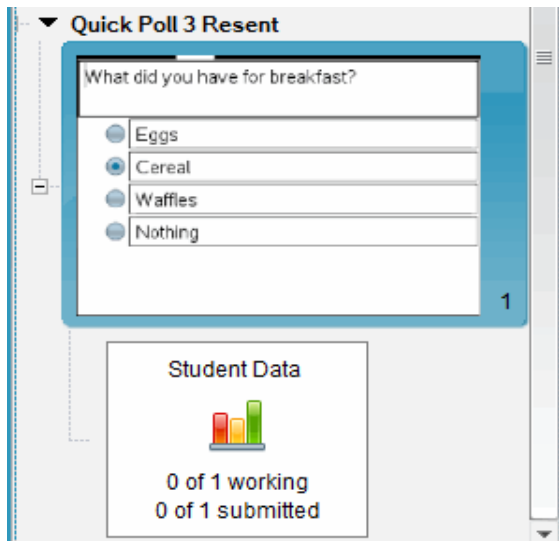 Quick Poll 3 Resent
What did you have for breakfast?
Eggs
Cereal
Waffles
Nothing
1
Student Data
0 of 1 working
0 of 1 submitted